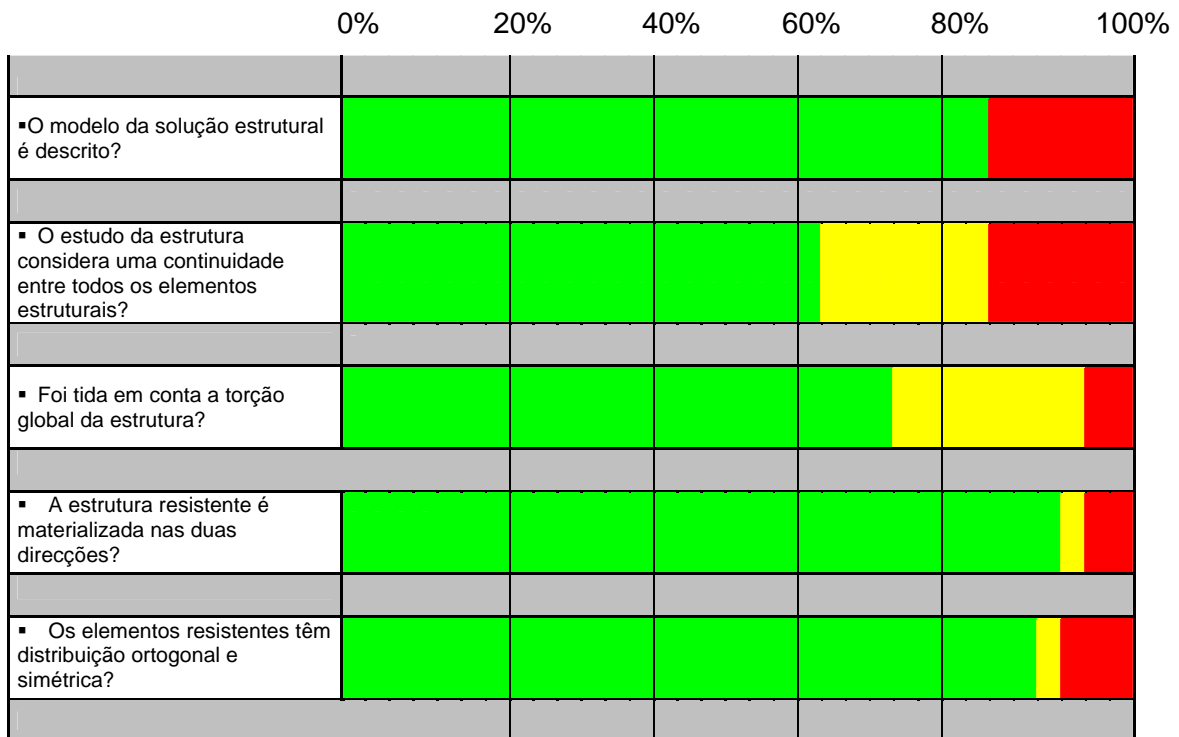 0% 20% 40% 60% 80% 100%
▪O modelo da solução estrutural
é descrito?
▪ O estudo da estrutura
considera uma continuidade
entre todos os elementos
estruturais?
▪ Foi tida em conta a torção
global da estrutura?
▪ A estrutura resistente é
materializada nas duas
direcções?
▪ Os elementos resistentes têm
distribuição ortogonal e
simétrica?